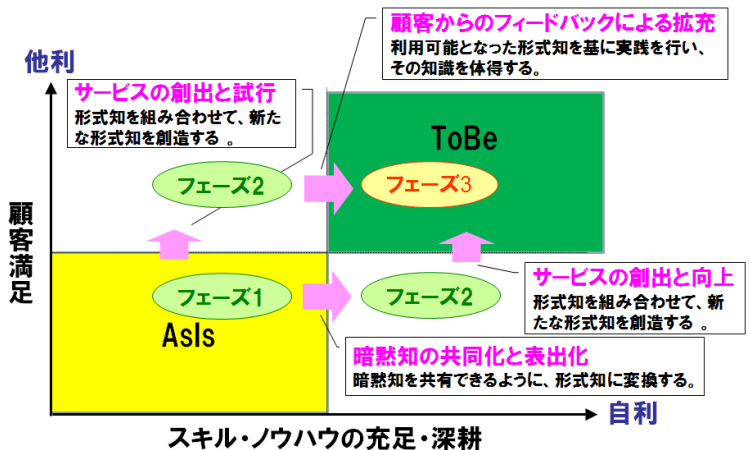 顧客からのフィードバックによる拡充
利用可能となった形式知を基に実践を行い、
その知識を体得する。
他利
サービスの創出と試行
形式知を組み合わせて、新た
な形式知を創造する 。
ToBe
フェーズ2
フェーズ3
顧客満足
サービスの創出と向上
形式知を組み合わせて、新
たな形式知を創造する 。
フェーズ1
フェーズ2
AsIs
暗黙知の共同化と表出化
暗黙知を共有できるように、形式知に変換する。
自利
スキル・ノウハウの充足・深耕